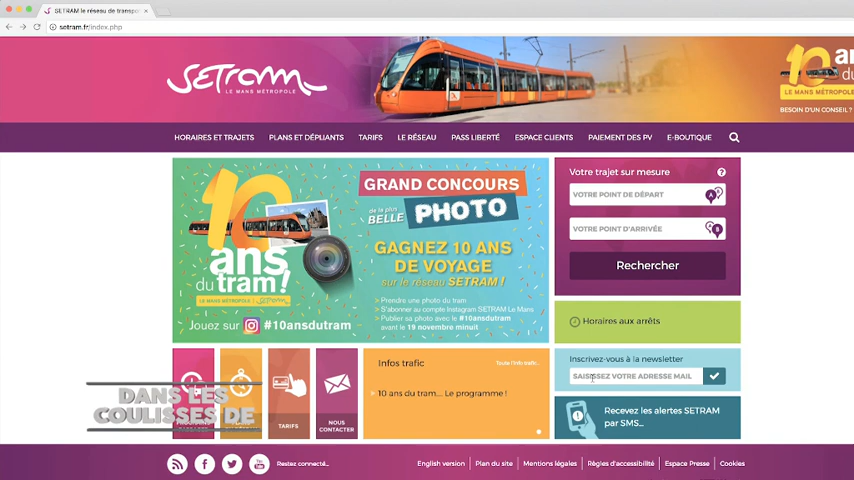 SETRAM le réseau de transpor
setram.fr/index.php
SETRAM
LE MANS MÉTROPOLE
10 ans
du
LE MANS MÉTROPOLE
BESOIN D'UN CONSEIL ?
HORAIRES ET TRAJETS PLANS ET DÉPLIANTS TARIFS LE RÉSEAU PASS LIBERTÉ ESPACE CLIENTS PAIEMENT DES PV E-BOUTIQUE
10
ans
du tram !
LE MANS MÉTROPOLE SETRAM
Jouez sur #10ansdutram
GRAND CONCOURS
de la plus
BELLE PHOTO
GAGNEZ 10 ANS
DE VOYAGE
sur le réseau SETRAM !
> Prendre une photo du tram
> S'abonner au compte Instagram SETRAM Le Mans
> Publier sa photo avec le #10ansdutram
avant le 19 novembre minuit
Votre trajet sur mesure ?
VOTRE POINT DE DÉPART A
VOTRE POINT D'ARRIVÉE B
Rechercher
Horaires aux arrêts
Inscrivez-vous à la newsletter
SAISISSEZ VOTRE ADRESSE MAIL
Recevez les alertes SETRAM
par SMS...
TARIFS
NOUS
CONTACTER
Infos trafic Toute l'info trafic...
10 ans du tram... Le programme !
DANS LES
COULISSES DE
Restez connecté...
You Tube
English version Plan du site Mentions légales Règles d'accessibilité Espace Presse Cookies